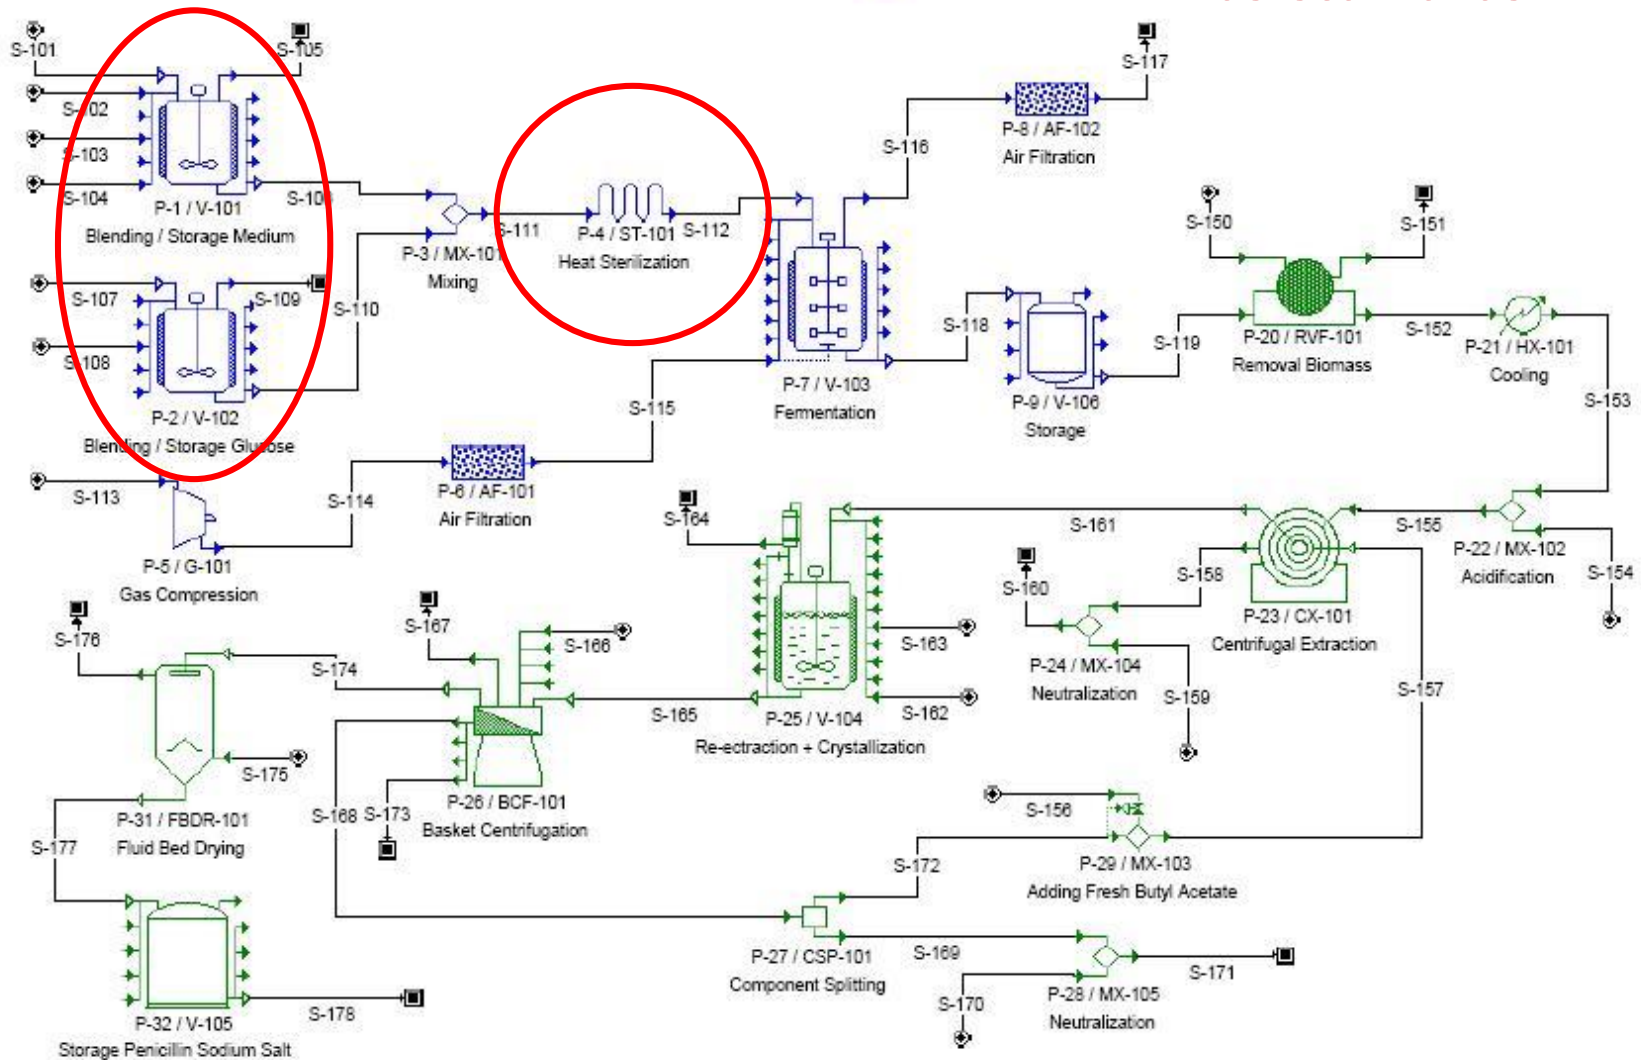 S-101
S-105
S-102
S-103
S-104
P-1 / V-101
Blending / Storage Medium
S-107
S-109
S-108
P-2 / V-102
Blending / Storage Glucose
S-110
P-3 / MX-101
Mixing
S-111
P-4 / ST-101
Heat Sterilization
S-112
S-116
P-8 / AF-102
Air Filtration
S-117
P-7 / V-103
Fermentation
S-118
P-9 / V-106
Storage
S-119
S-150
S-151
P-20 / RVF-101
Removal Biomass
S-152
P-21 / HX-101
Cooling
S-153
S-113
P-5 / G-101
Gas Compression
S-114
P-6 / AF-101
Air Filtration
S-115
S-164
S-161
S-155
P-22 / MX-102
Acidification
S-154
P-23 / CX-101
Centrifugal Extraction
S-158
S-160
P-24 / MX-104
Neutralization
S-159
S-157
S-163
S-162
P-25 / V-104
Re-ectraction + Crystallization
S-165
S-166
S-167
P-26 / BCF-101
Basket Centrifugation
S-173
S-168
S-174
S-176
S-175
P-31 / FBDR-101
Fluid Bed Drying
S-177
P-32 / V-105
Storage Penicillin Sodium Salt
S-178
S-156
P-29 / MX-103
Adding Fresh Butyl Acetate
S-172
P-27 / CSP-101
Component Splitting
S-169
S-170
P-28 / MX-105
Neutralization
S-171